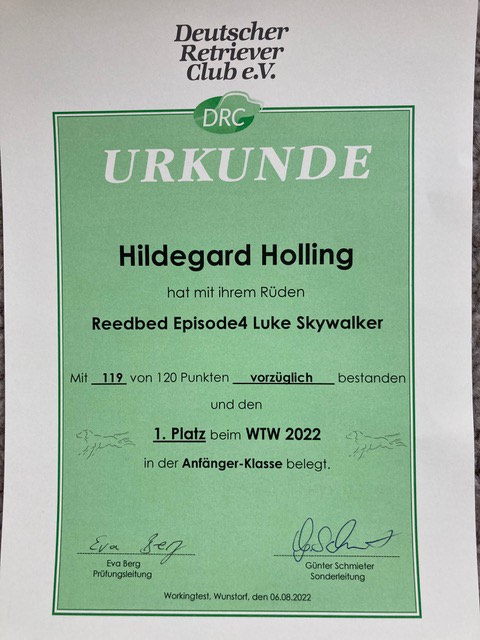 Deutscher
Retriever
Club e.V.
DRC
URKUNDE
Hildegard Holling
hat mit ihrem Rüden
Reedbed Episode4 Luke Skywalker
Mit 119 von 120 Punkten vorzüglich bestanden
und den
1. Platz beim WTW 2022
in der Anfänger-Klasse belegt.
Eva Berg
Eva Berg
Prüfungsleitung
G. Schmieter
Günter Schmieter
Sonderleitung
Workingtest, Wunstorf, den 06.08.2022